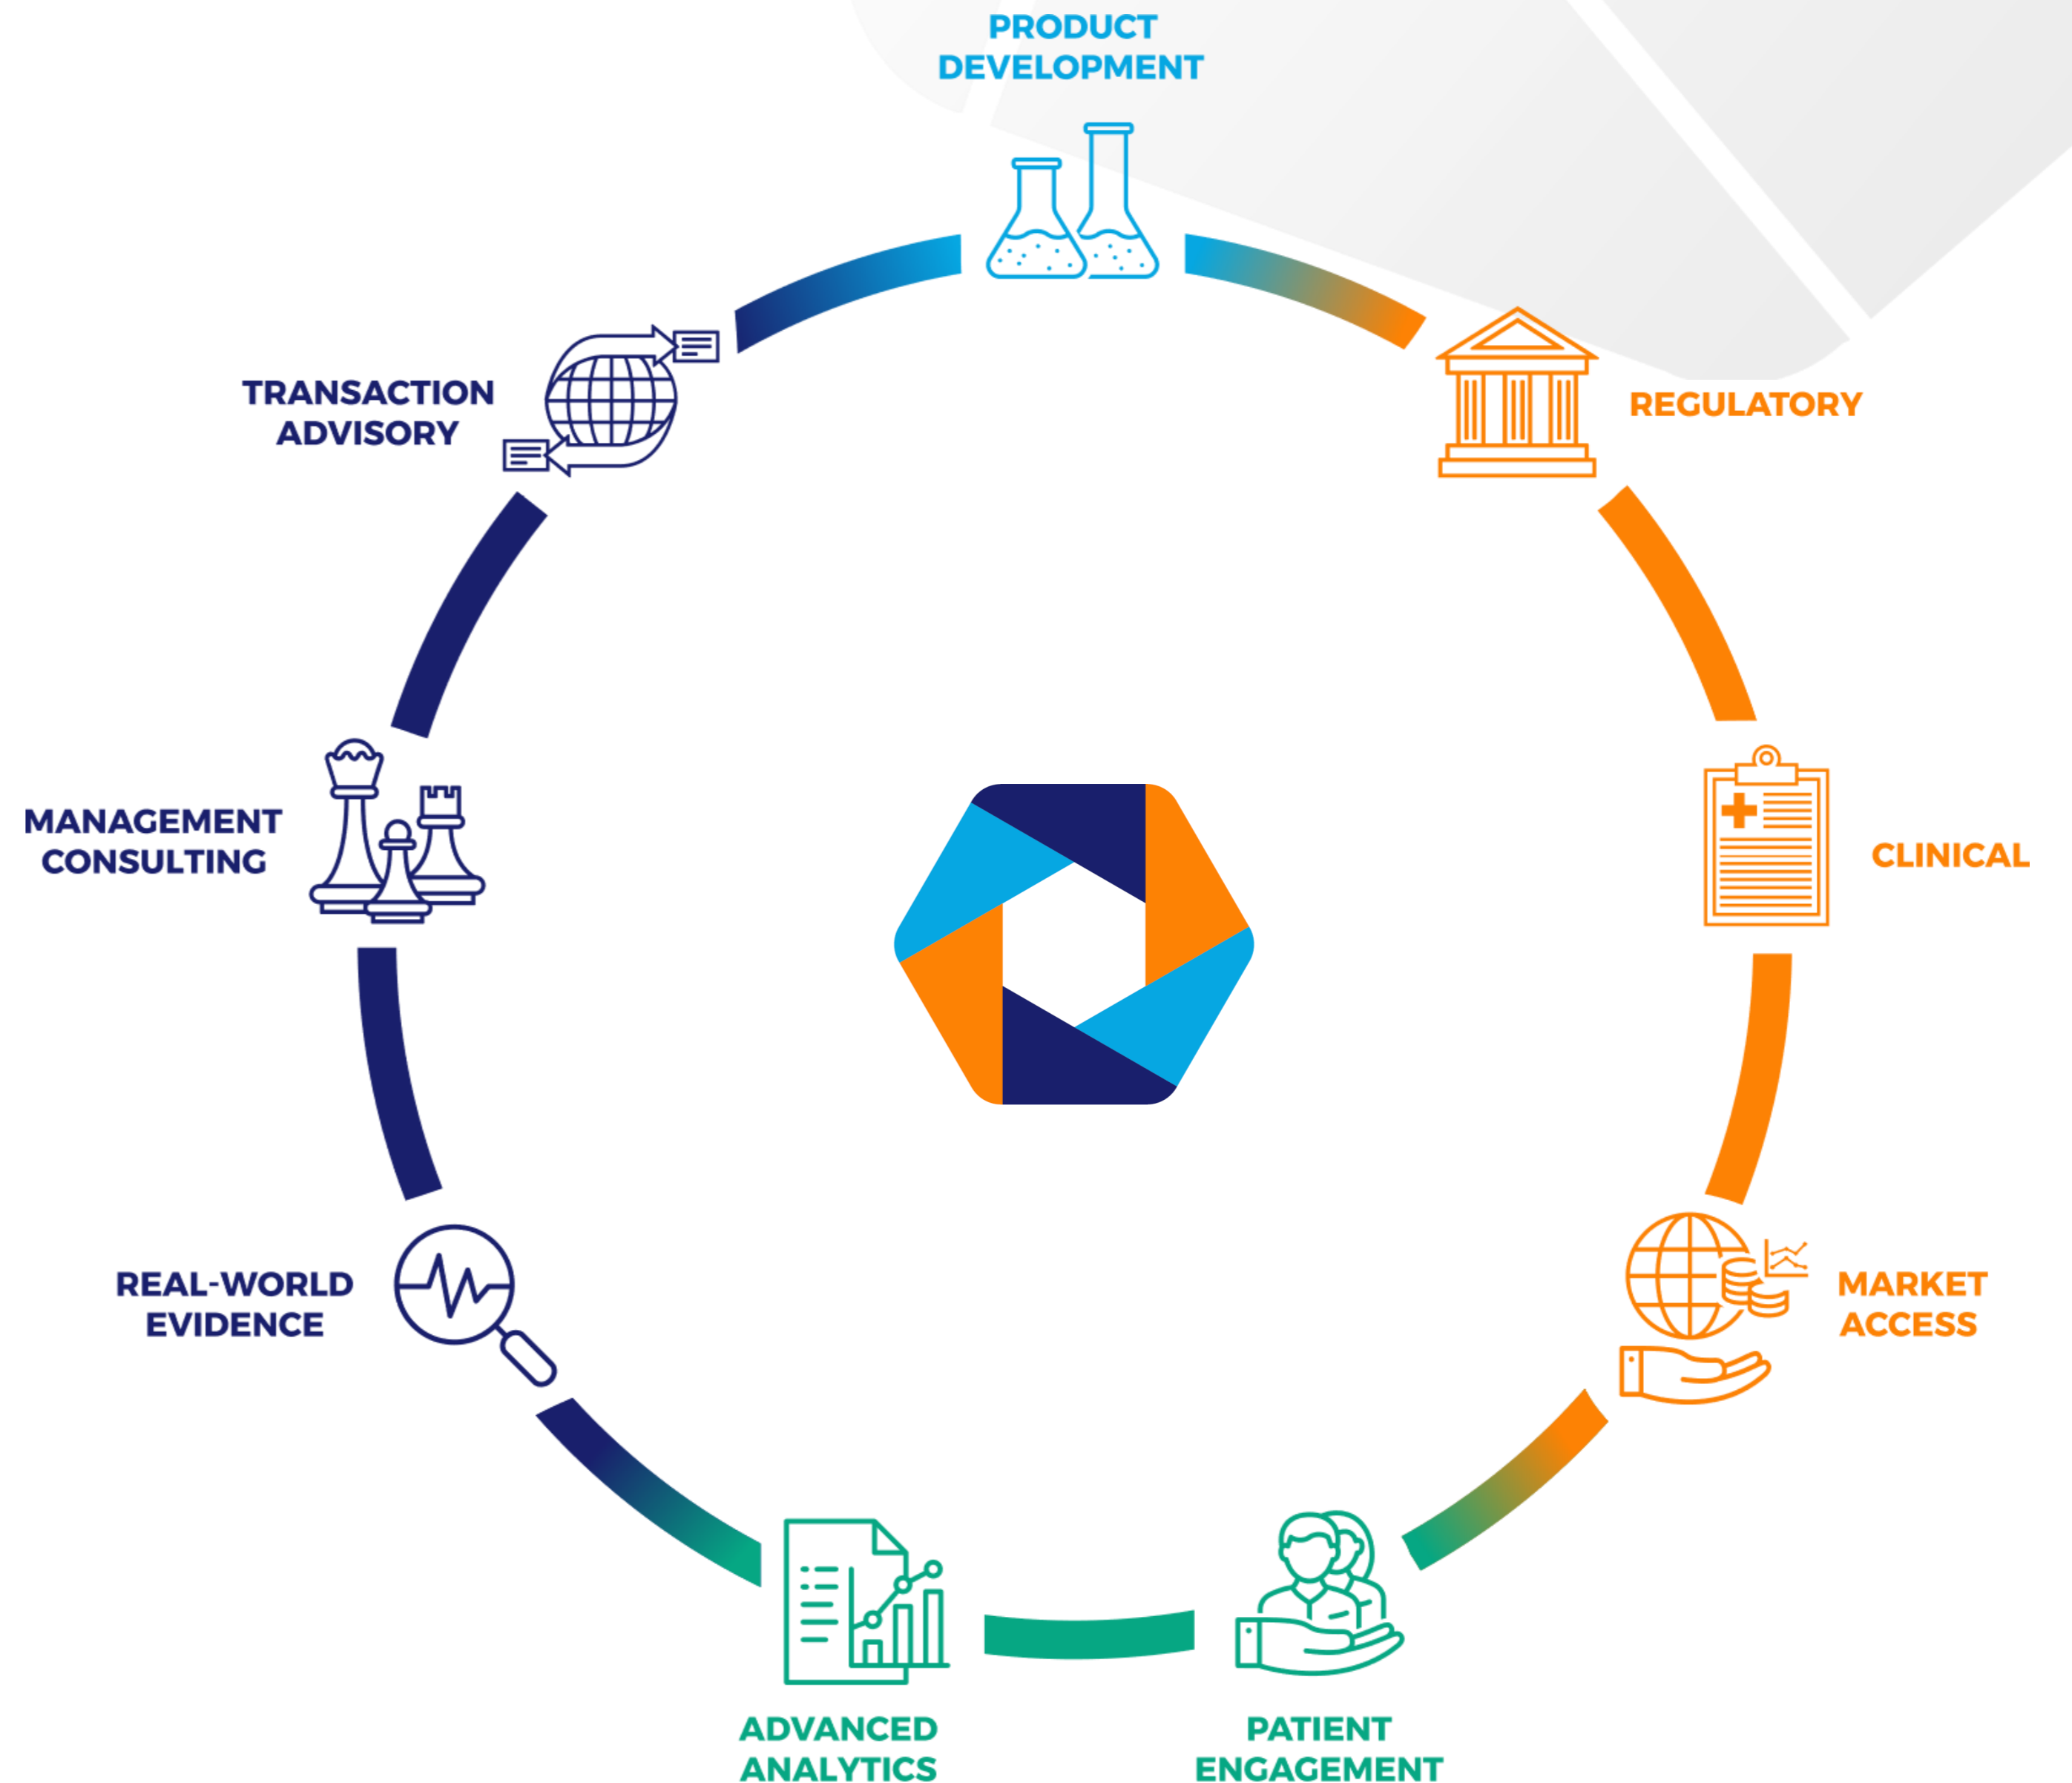 PRODUCT
DEVELOPMENT
TRANSACTION
ADVISORY
REGULATORY
MANAGEMENT
CONSULTING
CLINICAL
REAL-WORLD
EVIDENCE
MARKET
ACCESS
ADVANCED
ANALYTICS
PATIENT
ENGAGEMENT